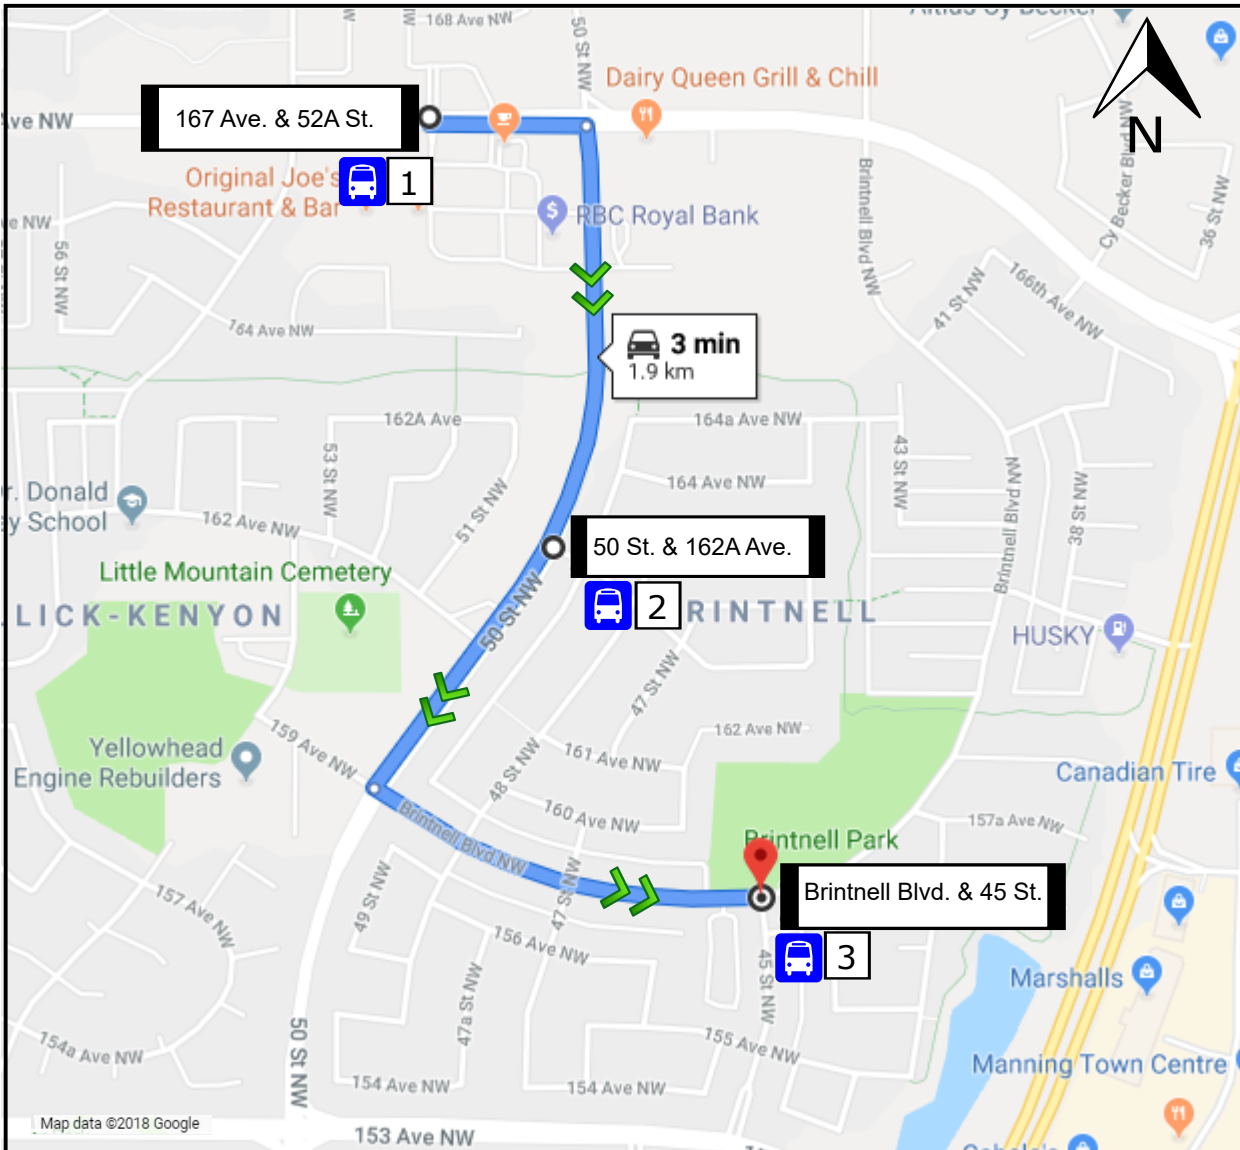 168 Ave NW
50 St NW
Dairy Queen Grill & Chill
N
ve NW
167 Ave. & 52A St.
1
Original Joe's
Restaurant & Bar
RBC Royal Bank
Brintnell Blvd NW
Cy Becker Blvd NW
36 St NW
e NW
56 St NW
164 Ave NW
41 St NW
166th Ave NW
3 min
1.9 km
162A Ave
164a Ave NW
53 St NW
43 St NW
164 Ave NW
r. Donald
y School
162 Ave NW
51 St NW
38 St NW
Brintnell Blvd NW
50 St. & 162A Ave.
2
Little Mountain Cemetery
LICK-KENYON
50 St NW
RINTNELL
HUSKY
47 St NW
159 Ave NW
162 Ave NW
161 Ave NW
Yellowhead
Engine Rebuilders
48 St NW
Canadian Tire
160 Ave NW
Brintnell Blvd NW
157a Ave NW
Brintnell Park
Brintnell Blvd. & 45 St.
3
49 St NW
47 St NW
157 Ave NW
156 Ave NW
45 St NW
Marshalls
47a St NW
50 St NW
154a Ave NW
155 Ave NW
Manning Town Centre
154 Ave NW
154 Ave NW
Map data ©2018 Google
153 Ave NW